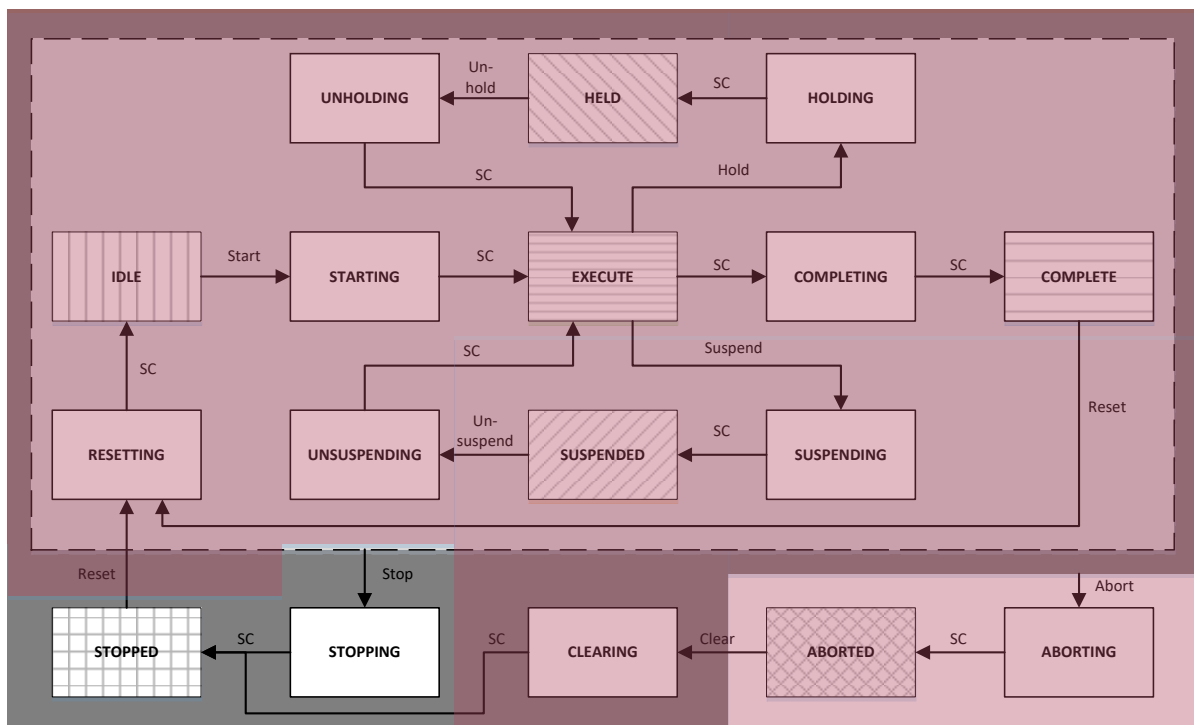 Un-
hold
SC
UNHOLDING
HELD
HOLDING
SC
Hold
IDLE
Start
STARTING
SC
EXECUTE
SC
COMPLETING
SC
COMPLETE
SC
SC
Suspend
Reset
RESETTING
UNSUSPENDING
Un-
suspend
SUSPENDED
SC
SUSPENDING
Reset
Stop
Abort
STOPPED
SC
STOPPING
SC
CLEARING
Clear
ABORTED
SC
ABORTING